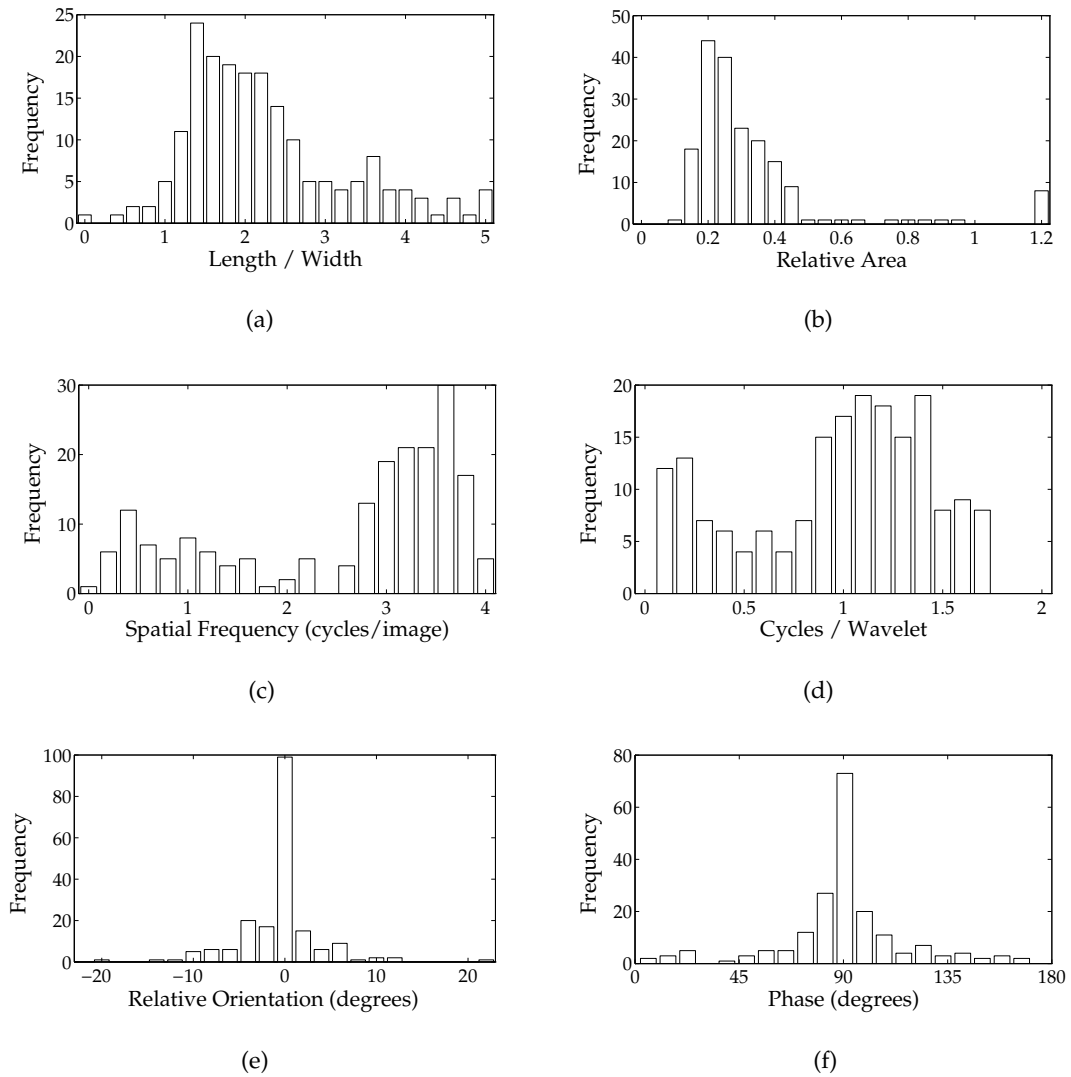 25
20
15
10
5
0
Frequency
0 1 2 3 4 5
Length / Width
(a)
50
40
30
20
10
0
Frequency
0 0.2 0.4 0.6 0.8 1 1.2
Relative Area
(b)
30
20
10
0
Frequency
0 1 2 3 4
Spatial Frequency (cycles/image)
(c)
20
15
10
5
0
Frequency
0 0.5 1 1.5 2
Cycles / Wavelet
(d)
100
80
60
40
20
0
Frequency
−20 −10 0 10 20
Relative Orientation (degrees)
(e)
80
60
40
20
0
Frequency
0 45 90 135 180
Phase (degrees)
(f)